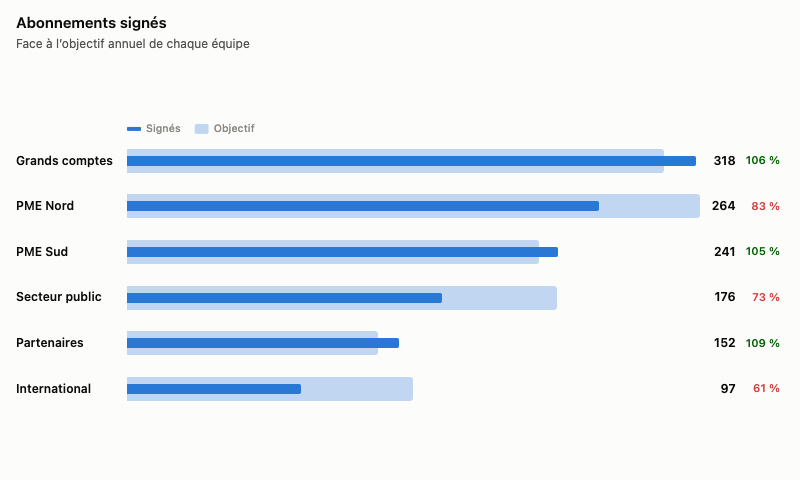 Abonnements signés
Face à l'objectif annuel de chaque équipe
Signés Objectif
Grands comptes 318 106 %
PME Nord 264 83 %
PME Sud 241 105 %
Secteur public 176 73 %
Partenaires 152 109 %
International 97 61 %